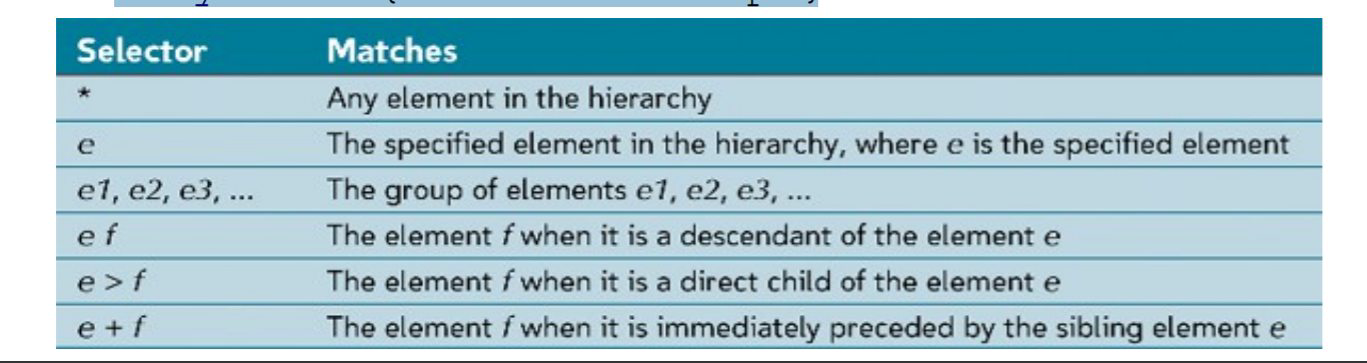 Selector Matches
* Any element in the hierarchy
e The specified element in the hierarchy, where e is the specified element
e1, e2, e3, ... The group of elements e1, e2, e3, ...
e f The element f when it is a descendant of the element e
e > f The element f when it is a direct child of the element e
e + f The element f when it is immediately preceded by the sibling element e